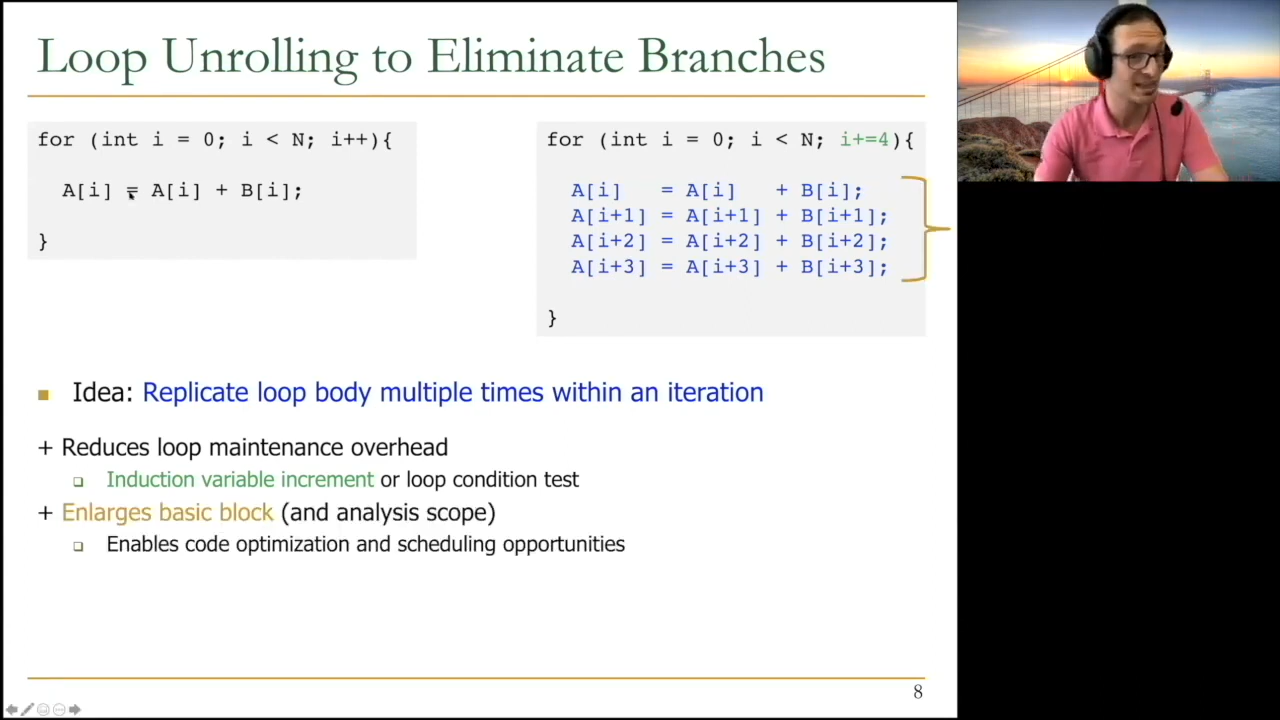 Loop Unrolling to Eliminate Branches
for (int i = 0; i < N; i++){
A[i] = A[i] + B[i];
}
for (int i = 0; i < N; i+=4){
A[i] = A[i] + B[i];
A[i+1] = A[i+1] + B[i+1];
A[i+2] = A[i+2] + B[i+2];
A[i+3] = A[i+3] + B[i+3];
}
Idea: Replicate loop body multiple times within an iteration
+ Reduces loop maintenance overhead
Induction variable increment or loop condition test
+ Enlarges basic block (and analysis scope)
Enables code optimization and scheduling opportunities
8